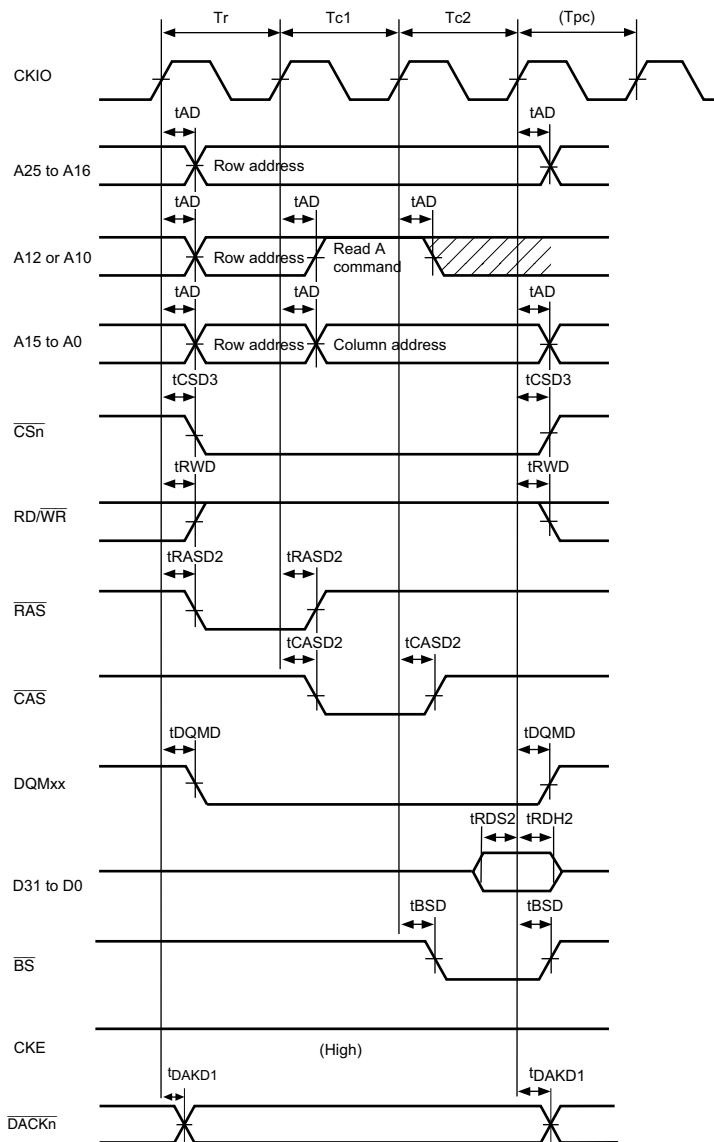 Tr Tc1 Tc2 (Tpc)
CKIO
tAD tAD
A25 to A16 Row address
tAD tAD tAD
A12 or A10 Row address Read A command
tAD tAD tAD
A15 to A0 Row address Column address
tCSD3 tCSD3
CSn
tRWD tRWD
RD/WR
tRASD2 tRASD2
RAS
tCASD2 tCASD2
CAS
tDQMD tDQMD
DQMxx
tRDS2 tRDH2
D31 to D0
tBSD tBSD
BS
CKE (High)
tDAKD1 tDAKD1
DACKn